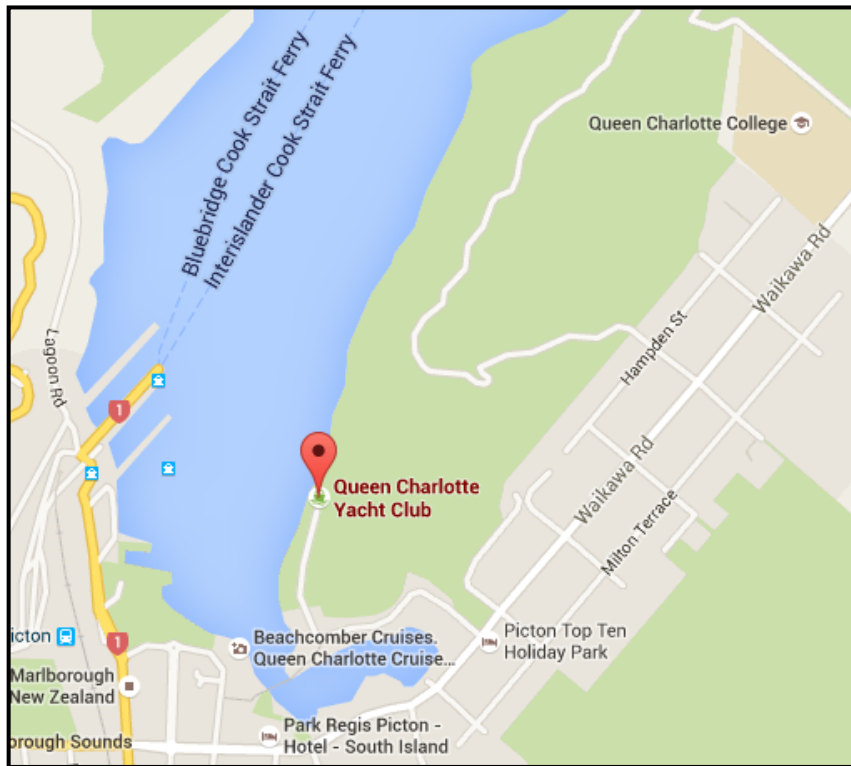 Bluebridge Cook Strait Ferry
Interislander Cook Strait Ferry
Queen Charlotte College
Waikawa Rd
Hampden St
Lagoon Rd
1
Queen Charlotte
Yacht Club
Waikawa Rd
Milton Terrace
icton
1
Beachcomber Cruises.
Queen Charlotte Cruise...
Picton Top Ten
Holiday Park
Marlborough
New Zealand
Park Regis Picton -
Hotel - South Island
orough Sounds